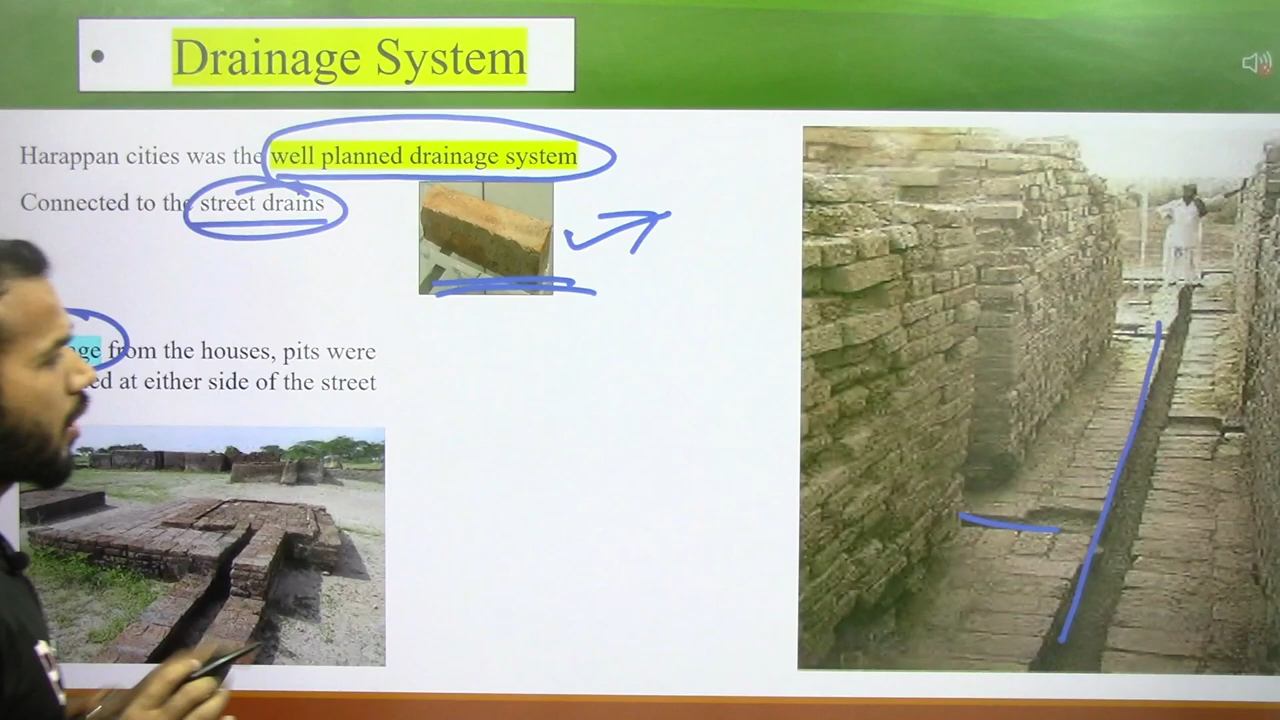 • Drainage System
Harappan cities was the well planned drainage system
Connected to the street drains
from the houses, pits were
at either side of the street